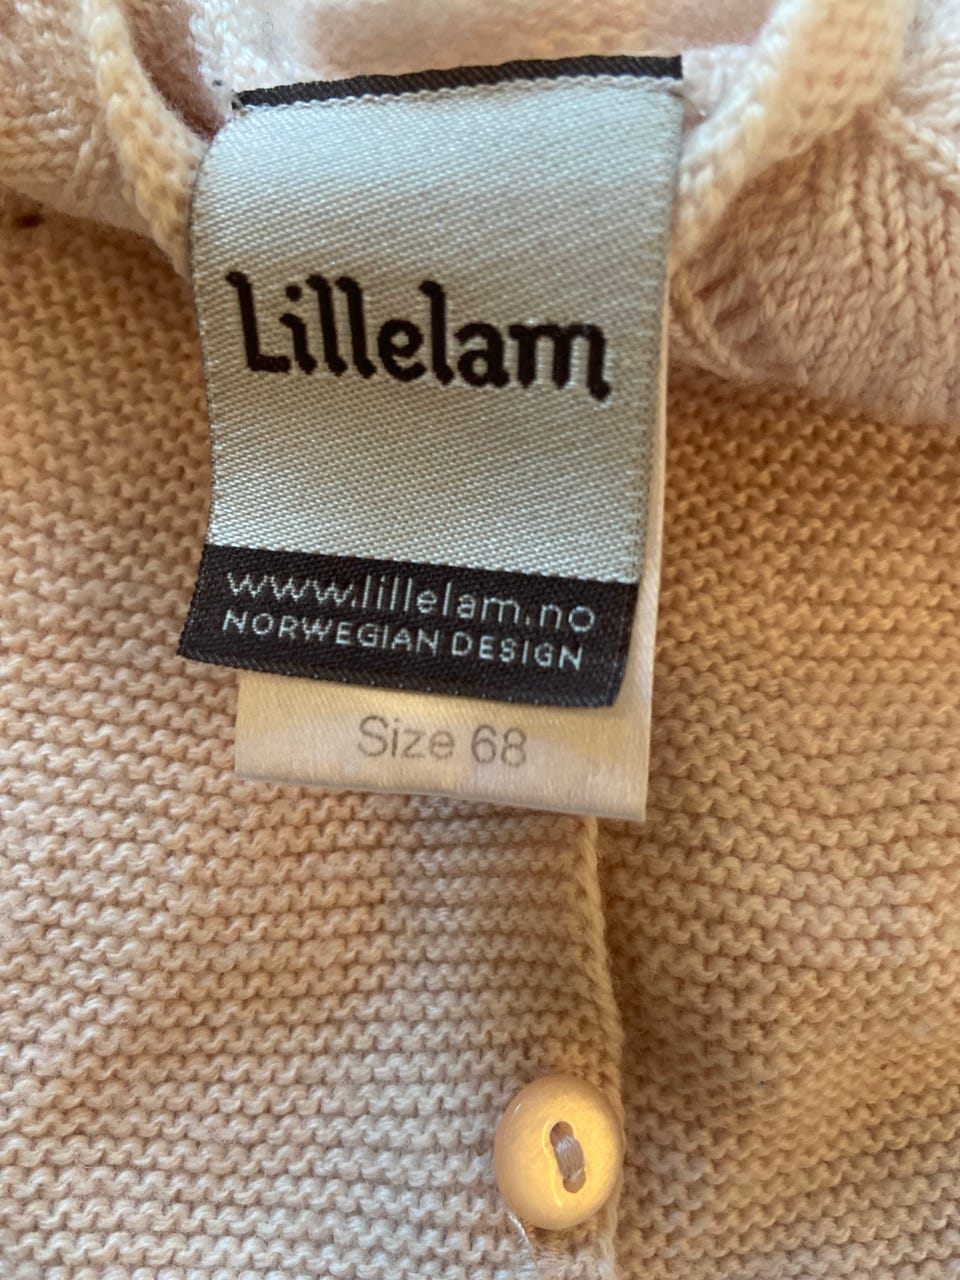 Lillelam
www.lillelam.no
NORWEGIAN DESIGN
Size 68